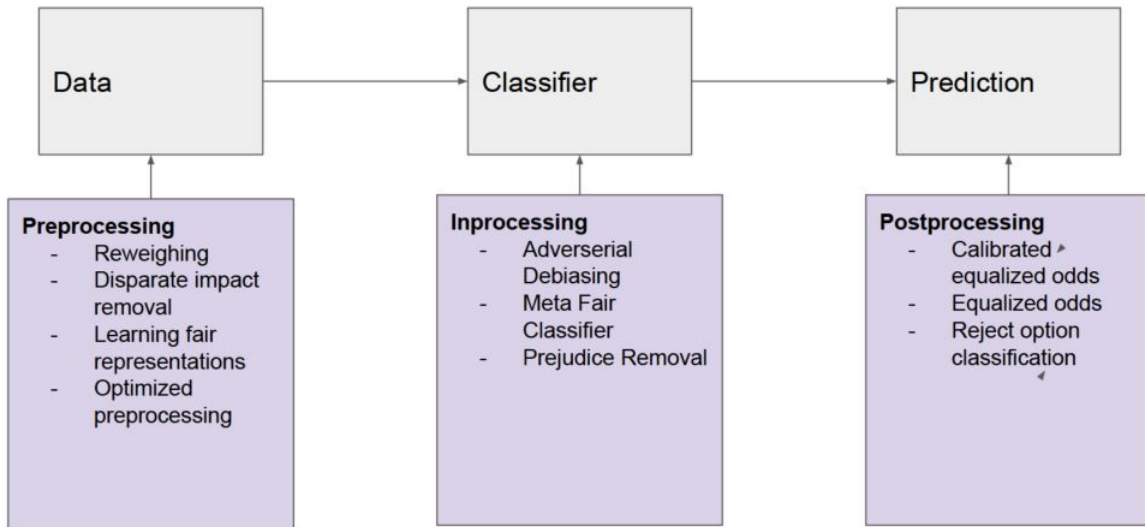 Data
Classifier
Prediction
Preprocessing
- Reweighing
- Disparate impact
removal
- Learning fair
representations
- Optimized
preprocessing
Inprocessing
- Adverserial
Debiasing
- Meta Fair
Classifier
- Prejudice Removal
Postprocessing
- Calibrated
equalized odds
- Equalized odds
- Reject option
classification